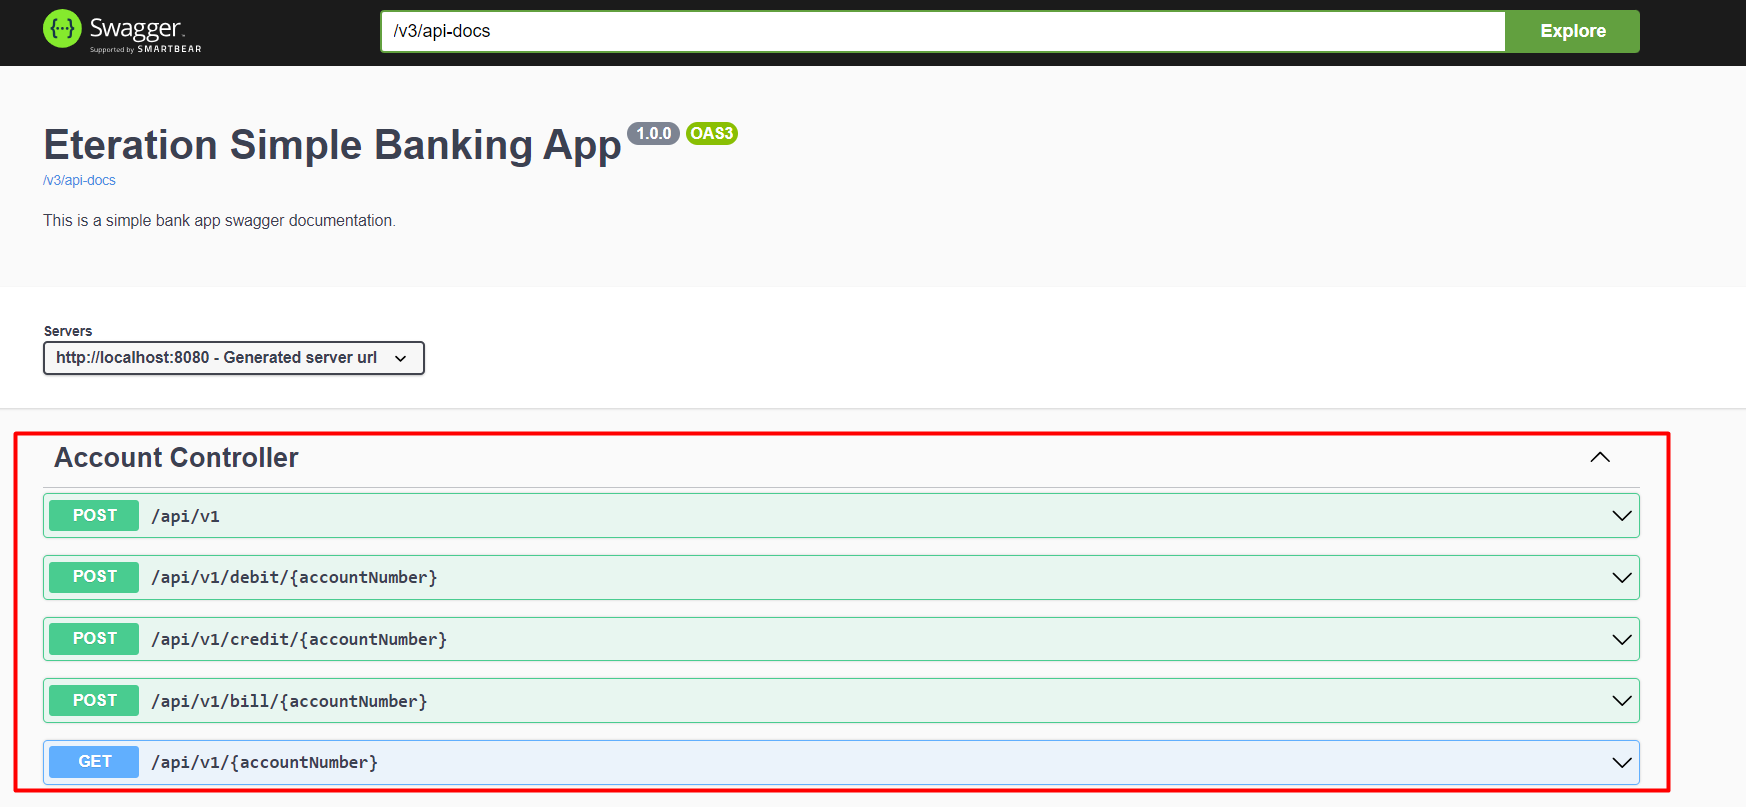 Swagger
Supported by SMARTBEAR
/v3/api-docs
Explore
Eteration Simple Banking App 1.0.0 OAS3
/v3/api-docs
This is a simple bank app swagger documentation.
Servers
http://localhost:8080 - Generated server url
Account Controller
POST /api/v1
POST /api/v1/debit/{accountNumber}
POST /api/v1/credit/{accountNumber}
POST /api/v1/bill/{accountNumber}
GET /api/v1/{accountNumber}